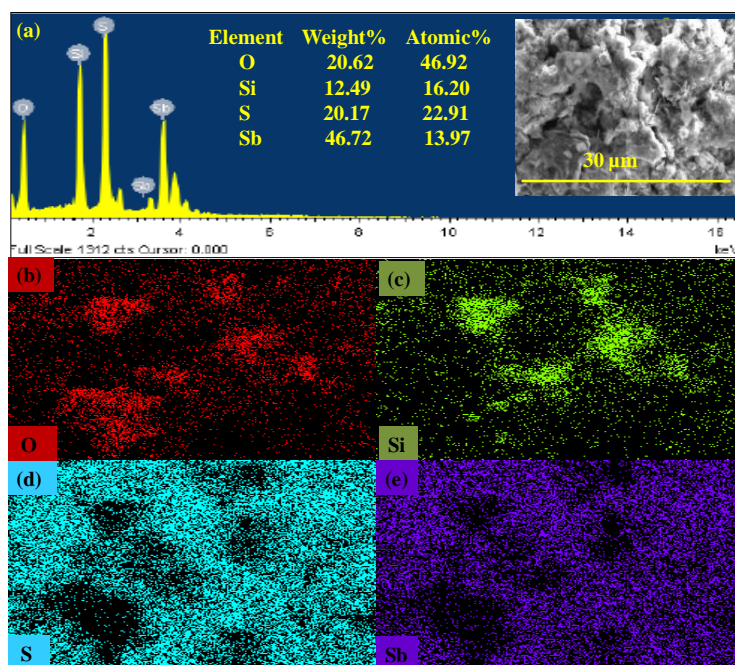 (a)
S
Si
O
Sb
Sb
Element Weight% Atomic%
O 20.62 46.92
Si 12.49 16.20
S 20.17 22.91
Sb 46.72 13.97
30 µm
2 4 6 8 10 12 14 16
Full Scale 1312 cts Cursor: 0.000
ke
(b)
(c)
O
Si
(d)
(e)
S
Sb